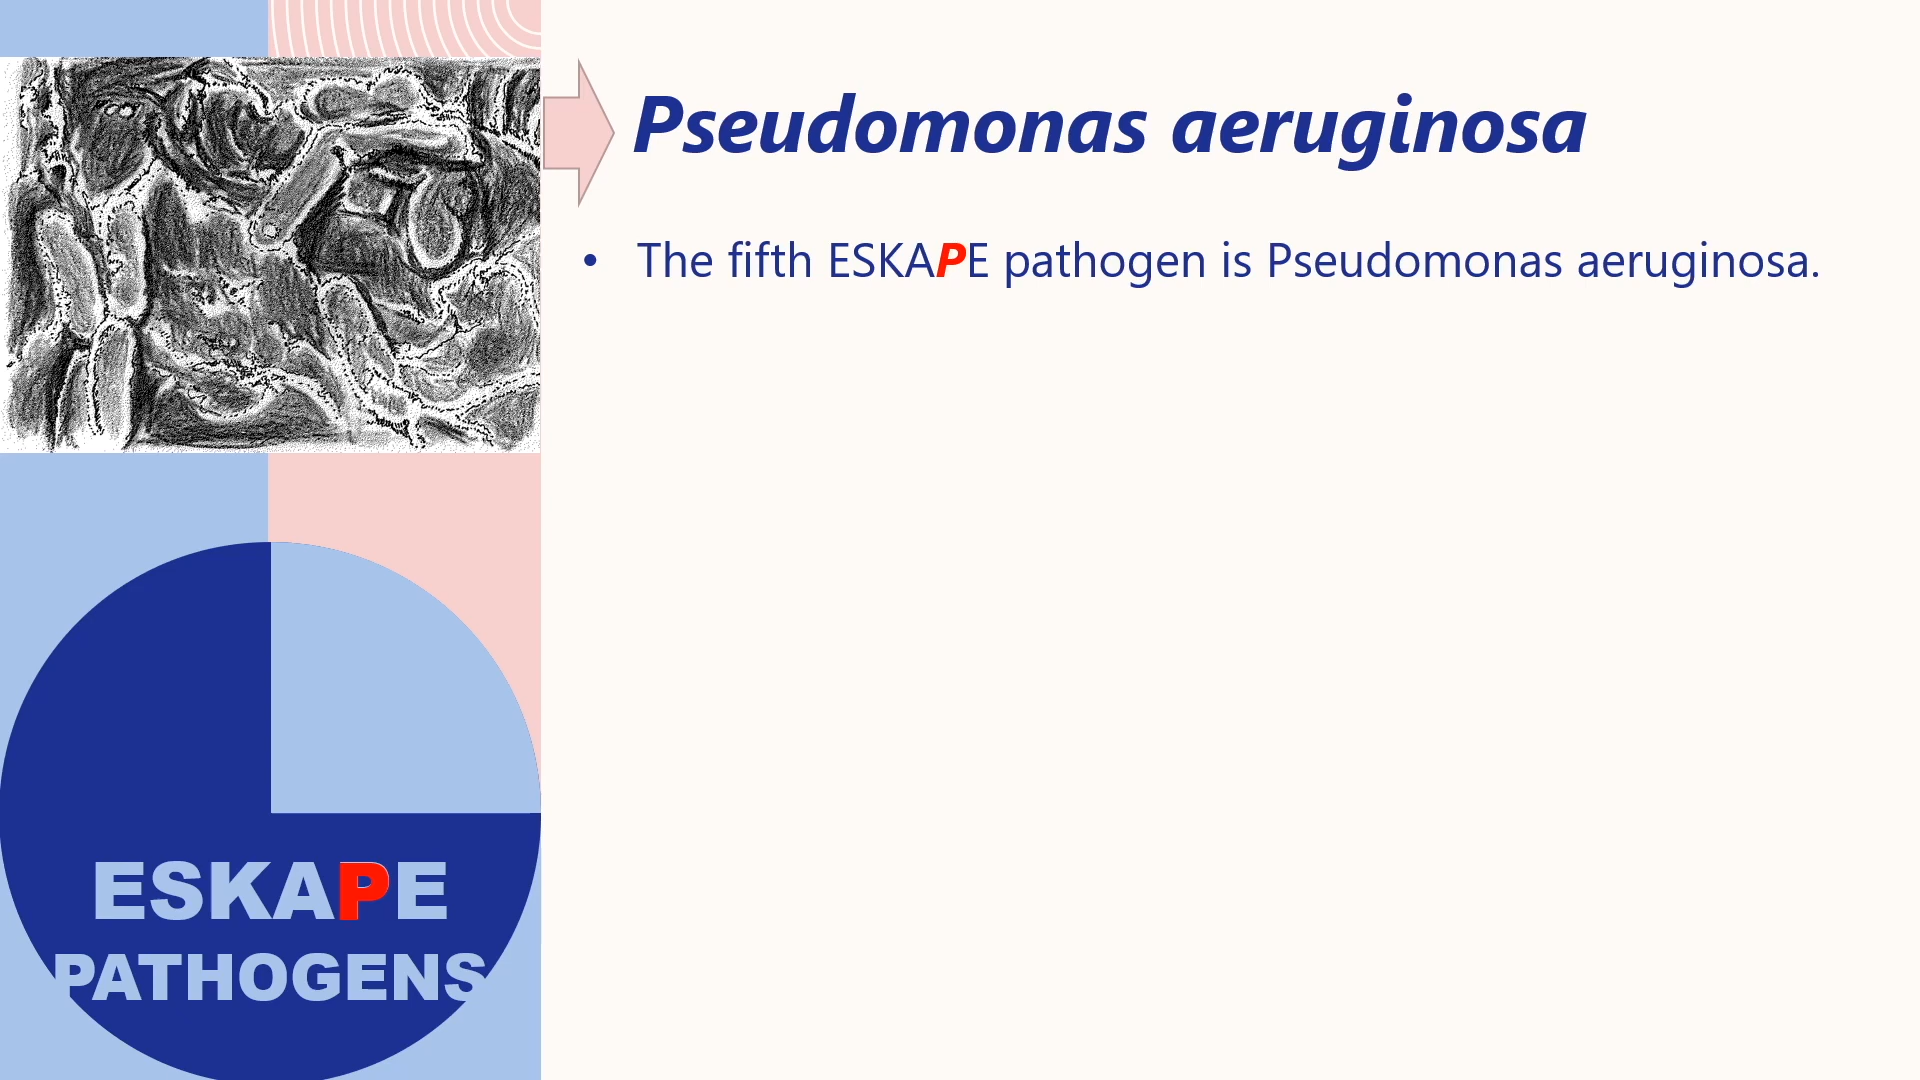 Pseudomonas aeruginosa
• The fifth ESKAPE pathogen is Pseudomonas aeruginosa.
ESKAPE
PATHOGENS